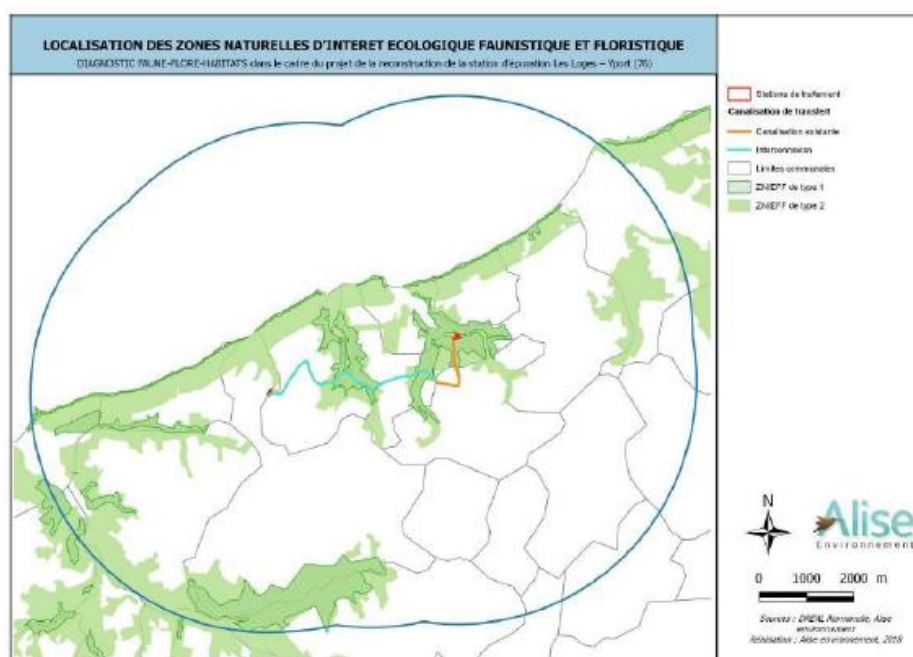 LOCALISATION DES ZONES NATURELLES D'INTERET ECOLOGIQUE FAUNISTIQUE ET FLORISTIQUE
DIAGNOSTIC FAUNE-FLORE-HABITATS dans le cadre du projet de la reconstruction de la station d'épuration Les Loges – Yport (76)
Stations de traitement
Canalisation de transfert
Canalisation existante
Interconnexion
Limites communales
ZNIEFF de type 1
ZNIEFF de type 2
N
Alise
Environnement
0 1000 2000 m
Sources : DREAL Normandie, Alise
environnement
Réalisation : Alise environnement, 2018